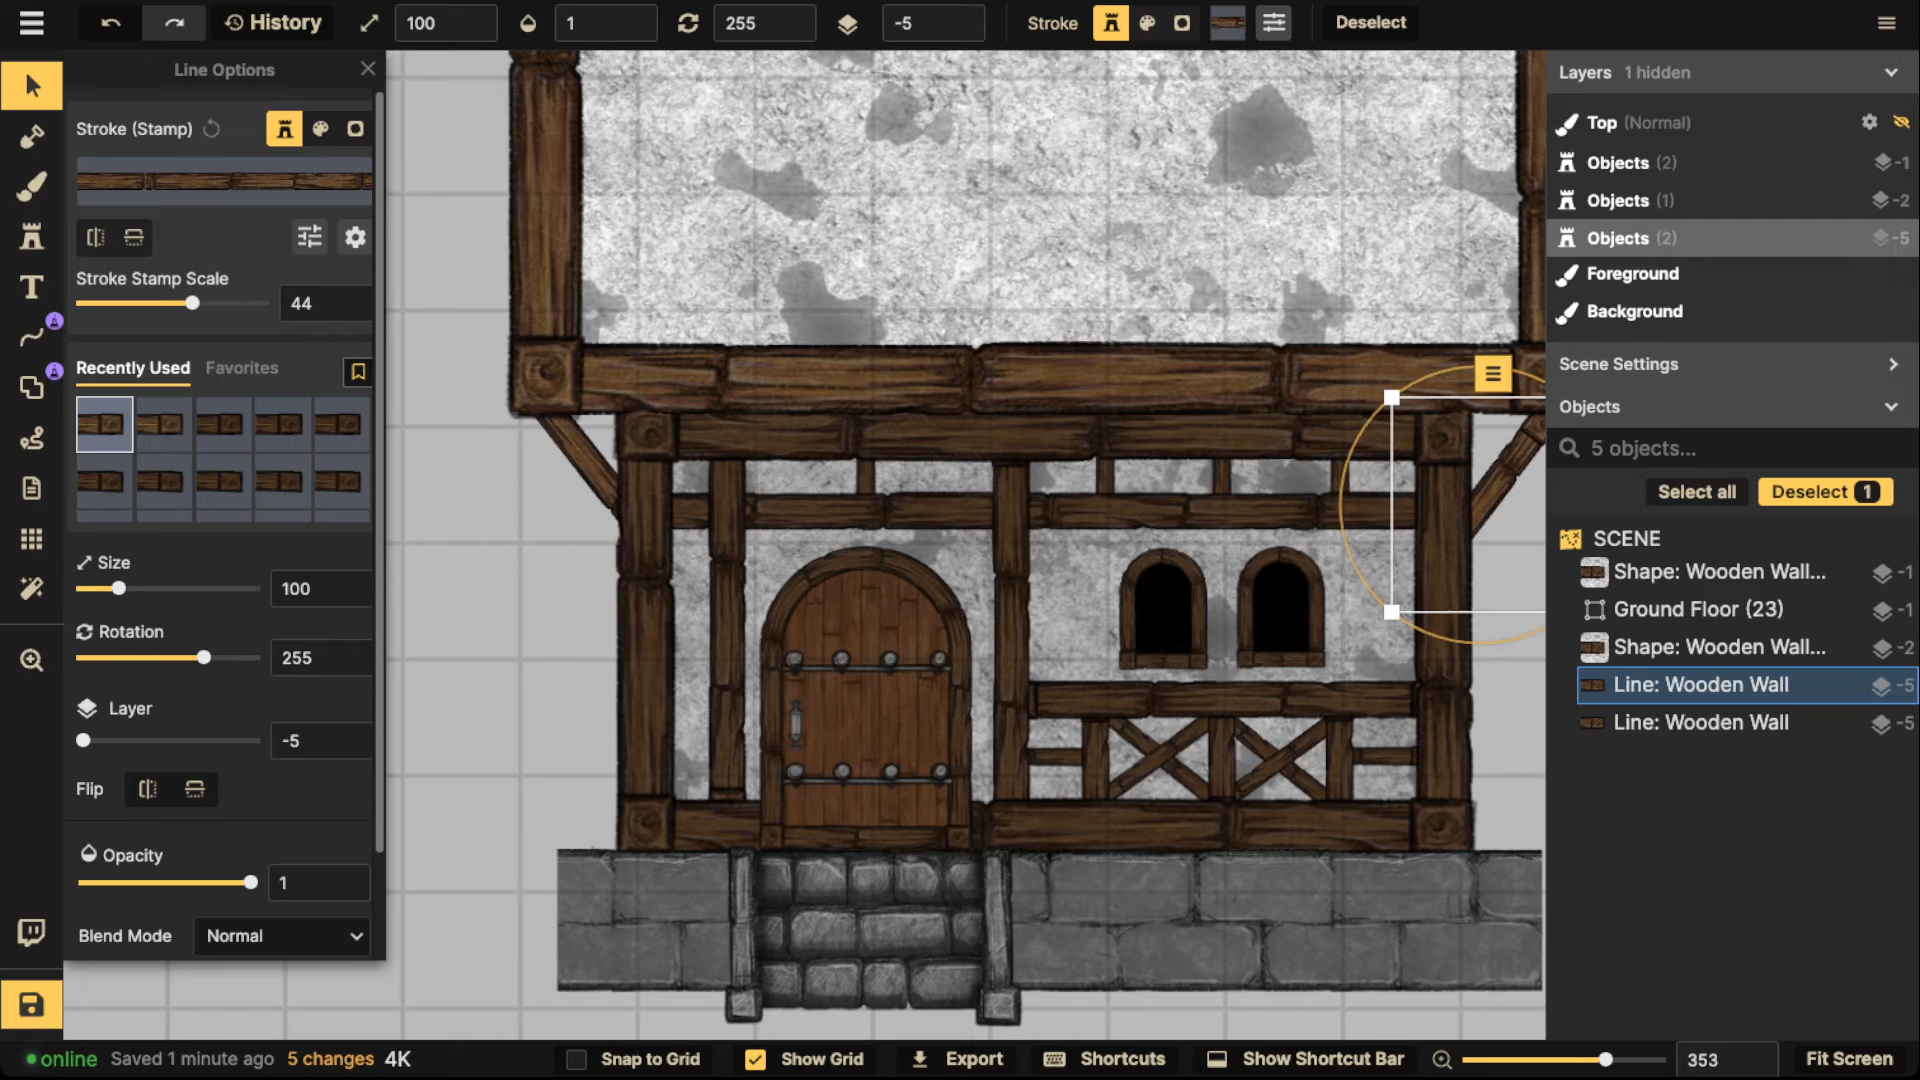 History
100
1
255
-5
Stroke
Deselect
Line Options
Stroke (Stamp)
Stroke Stamp Scale
44
Recently Used
Favorites
Size
100
Rotation
255
Layer
-5
Flip
Opacity
1
Blend Mode
Normal
Layers 1 hidden
Top (Normal)
Objects (2) -1
Objects (1) -2
Objects (2) -5
Foreground
Background
Scene Settings
Objects
5 objects...
Select all
Deselect 1
SCENE
Shape: Wooden Wall... -1
Ground Floor (23) -1
Shape: Wooden Wall... -2
Line: Wooden Wall -5
Line: Wooden Wall -5
T
online Saved 1 minute ago 5 changes 4K
Snap to Grid
Show Grid
Export
Shortcuts
Show Shortcut Bar
353
Fit Screen